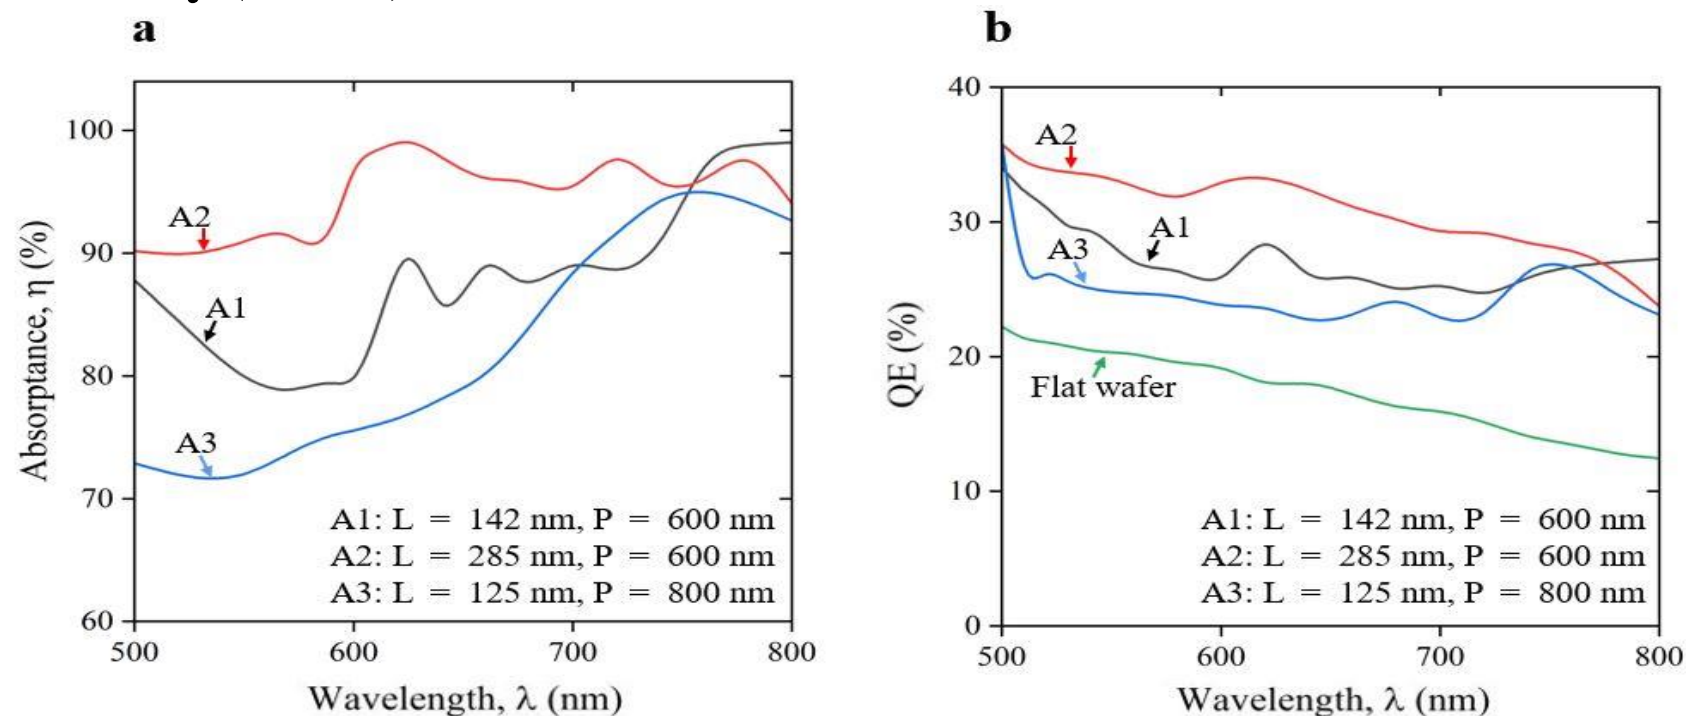 a
100
90
80
70
60
500
600
700
800
Absorptance, η (%)
Wavelength, λ (nm)
A2
A1
A3
A1: L = 142 nm, P = 600 nm
A2: L = 285 nm, P = 600 nm
A3: L = 125 nm, P = 800 nm
b
40
30
20
10
0
500
600
700
800
QE (%)
Wavelength, λ (nm)
A2
A1
A3
Flat wafer
A1: L = 142 nm, P = 600 nm
A2: L = 285 nm, P = 600 nm
A3: L = 125 nm, P = 800 nm